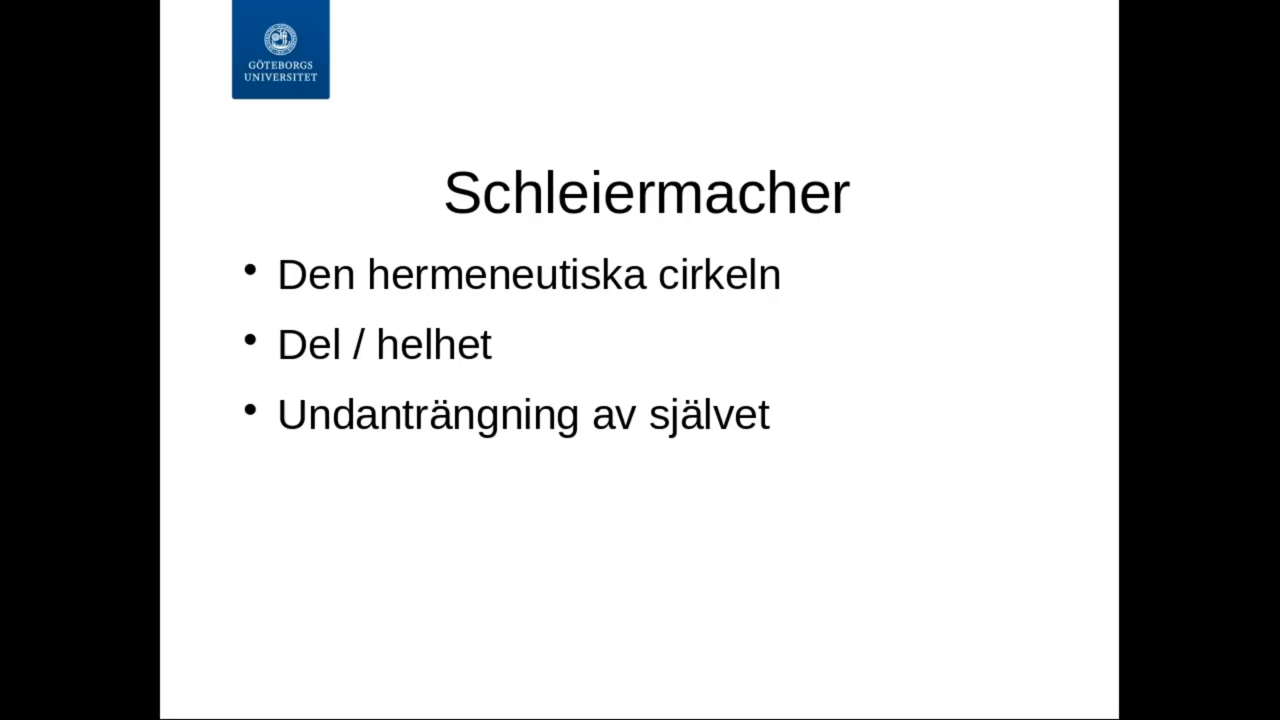 GÖTEBORGS
UNIVERSITET
Schleiermacher
• Den hermeneutiska cirkeln
• Del / helhet
• Undanträngning av självet